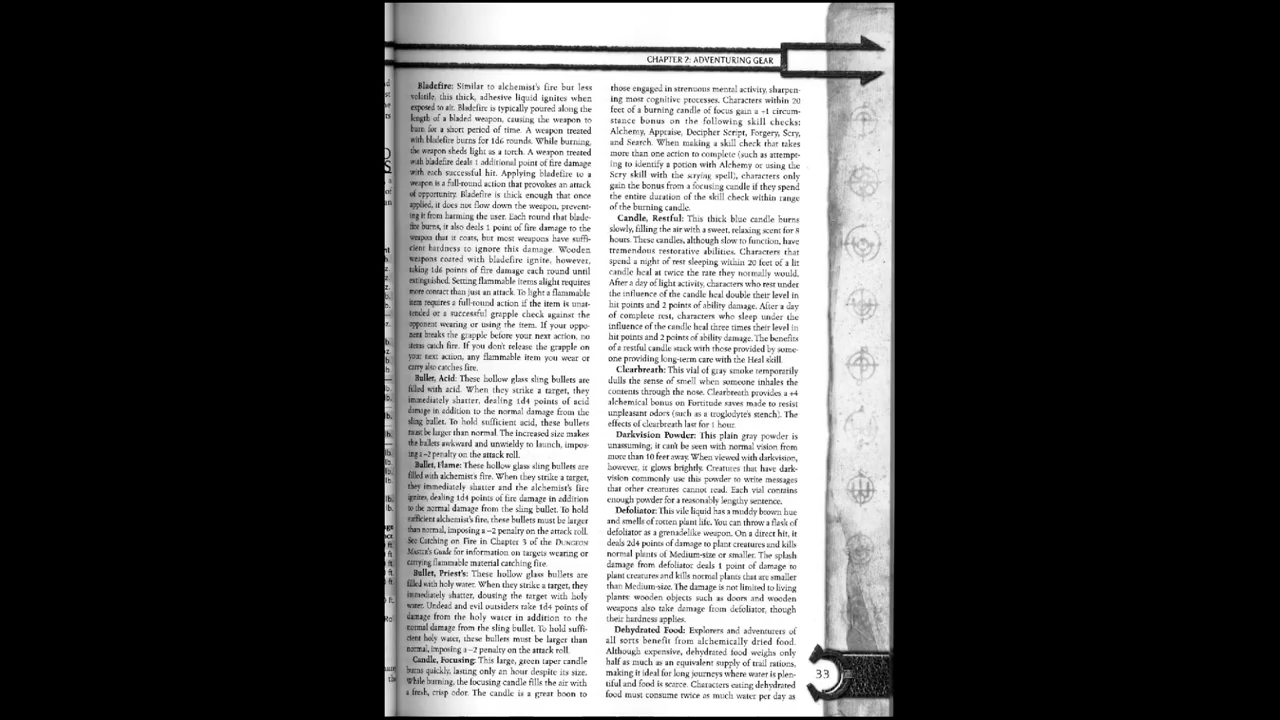 CHAPTER 2: ADVENTURING GEAR
Bladefire: Similar to alchemist's fire but less
volatile, this thick, adhesive liquid ignites when
exposed to air. Bladefire is typically poured along the
length of a bladed weapon, causing the weapon to
burn for a short period of time. A weapon treated
with bladefire burns for 1d6 rounds. While burning,
the weapon sheds light as a torch. A weapon treated
with bladefire deals 1 additional point of fire damage
with each successful hit. Applying bladefire to a
weapon is a full-round action that provokes an attack
of opportunity. Bladefire is thick enough that once
applied, it does not flow down the weapon, prevent-
ing it from harming the user. Each round that blade-
fire burns, it also deals 1 point of fire damage to the
weapon that it coats, but most weapons have suffi-
cient hardness to ignore this damage. Wooden
weapons coated with bladefire ignite, however,
taking 1d6 points of fire damage each round until
extinguished. Setting flammable items alight requires
more contact than just an attack. To light a flammable
item requires a full-round action if the item is unat-
tended or a successful grapple check against the
opponent wearing or using the item. If your oppo-
nent breaks the grapple before your next action, no
items catch fire. If you don't release the grapple on
your next action, any flammable item you wear or
carry also catches fire.
Bullet, Acid: These hollow glass sling bullets are
filled with acid. When they strike a target, they
immediately shatter, dealing 1d4 points of acid
damage in addition to the normal damage from the
sling bullet. To hold sufficient acid, these bullets
must be larger than normal. The increased size makes
the bullets awkward and unwieldy to launch, impos-
ing a –2 penalty on the attack roll.
Bullet, Flame: These hollow glass sling bullets are
filled with alchemist's fire. When they strike a target,
they immediately shatter and the alchemist's fire
ignites, dealing 1d4 points of fire damage in addition
to the normal damage from the sling bullet. To hold
sufficient alchemist's fire, these bullets must be larger
than normal, imposing a –2 penalty on the attack roll.
See Catching on Fire in Chapter 3 of the DUNGEON
MASTER's Guide for information on targets wearing or
carrying flammable material catching fire.
Bullet, Priest's: These hollow glass bullets are
filled with holy water. When they strike a target, they
immediately shatter, dousing the target with holy
water. Undead and evil outsiders take 1d4 points of
damage from the holy water in addition to the
normal damage from the sling bullet. To hold suffi-
cient holy water, these bullets must be larger than
normal, imposing a –2 penalty on the attack roll.
Candle, Focusing: This large, green taper candle
burns quickly, lasting only an hour despite its size.
While burning, the focusing candle fills the air with
a fresh, crisp odor. The candle is a great boon to
those engaged in strenuous mental activity, sharpen-
ing most cognitive processes. Characters within 20
feet of a burning candle of focus gain a +1 circum-
stance bonus on the following skill checks:
Alchemy, Appraise, Decipher Script, Forgery, Scry,
and Search. When making a skill check that takes
more than one action to complete (such as attempt-
ing to identify a potion with Alchemy or using the
Scry skill with the scrying spell), characters only
gain the bonus from a focusing candle if they spend
the entire duration of the skill check within range
of the burning candle.
Candle, Restful: This thick blue candle burns
slowly, filling the air with a sweet, relaxing scent for 8
hours. These candles, although slow to function, have
tremendous restorative abilities. Characters that
spend a night of rest sleeping within 20 feet of a lit
candle heal at twice the rate they normally would.
After a day of light activity, characters who rest under
the influence of the candle heal double their level in
hit points and 2 points of ability damage. After a day
of complete rest, characters who sleep under the
influence of the candle heal three times their level in
hit points and 2 points of ability damage. The benefits
of a restful candle stack with those provided by some-
one providing long-term care with the Heal skill.
Clearbreath: This vial of gray smoke temporarily
dulls the sense of smell when someone inhales the
contents through the nose. Clearbreath provides a +4
alchemical bonus on Fortitude saves made to resist
unpleasant odors (such as a troglodyte's stench). The
effects of clearbreath last for 1 hour.
Darkvision Powder: This plain gray powder is
unassuming, it can't be seen with normal vision from
more than 10 feet away. When viewed with darkvision,
however, it glows brightly. Creatures that have dark-
vision commonly use this powder to write messages
that other creatures cannot read. Each vial contains
enough powder for a reasonably lengthy sentence.
Defoliator: This vile liquid has a muddy brown hue
and smells of rotten plant life. You can throw a flask of
defoliator as a grenadelike weapon. On a direct hit, it
deals 2d4 points of damage to plant creatures and kills
normal plants of Medium-size or smaller. The splash
damage from defoliator deals 1 point of damage to
plant creatures and kills normal plants that are smaller
than Medium-size. The damage is not limited to living
plants: wooden objects such as doors and wooden
weapons also take damage from defoliator, though
their hardness applies.
Dehydrated Food: Explorers and adventurers of
all sorts benefit from alchemically dried food.
Although expensive, dehydrated food weighs only
half as much as an equivalent supply of trail rations,
making it ideal for long journeys where water is plen-
tiful and food is scarce. Characters eating dehydrated
food must consume twice as much water per day as
33